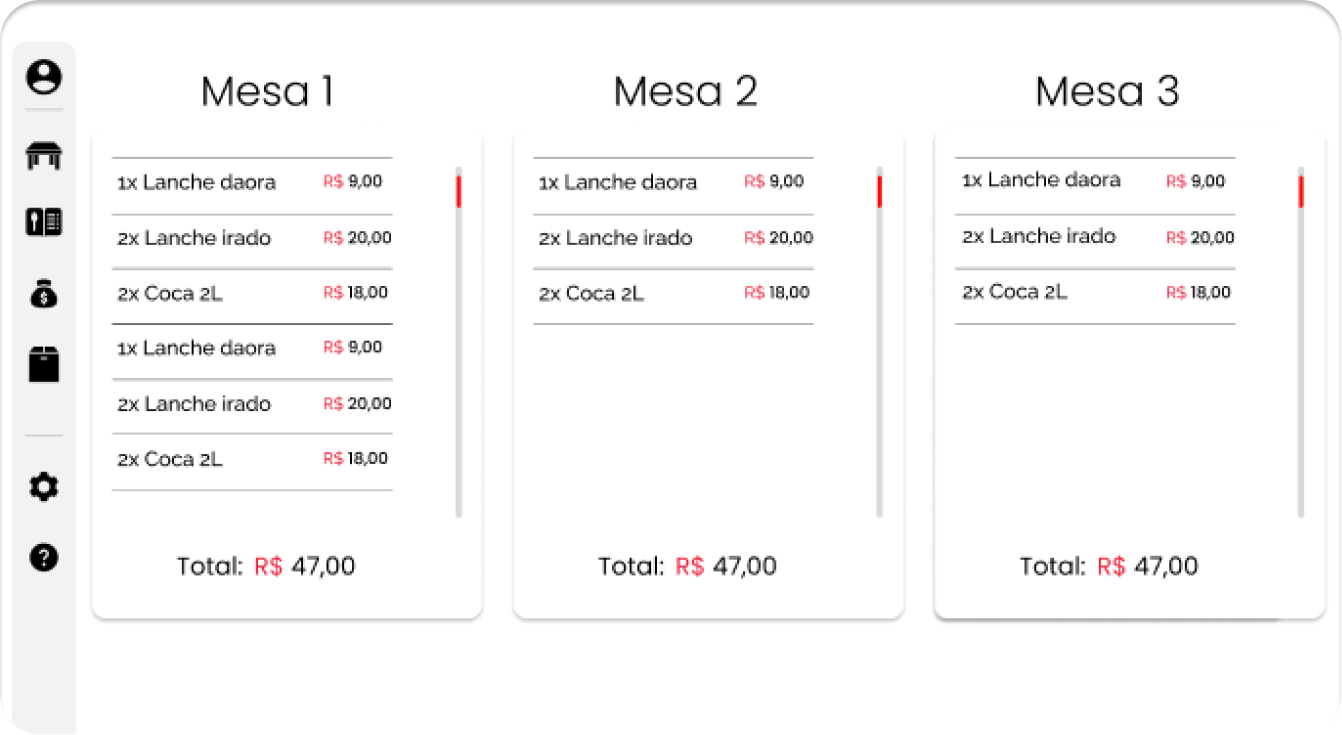 Mesa 1
1x Lanche daora R$ 9,00
2x Lanche irado R$ 20,00
2x Coca 2L R$ 18,00
1x Lanche daora R$ 9,00
2x Lanche irado R$ 20,00
2x Coca 2L R$ 18,00
Total: R$ 47,00
Mesa 2
1x Lanche daora R$ 9,00
2x Lanche irado R$ 20,00
2x Coca 2L R$ 18,00
Total: R$ 47,00
Mesa 3
1x Lanche daora R$ 9,00
2x Lanche irado R$ 20,00
2x Coca 2L R$ 18,00
Total: R$ 47,00